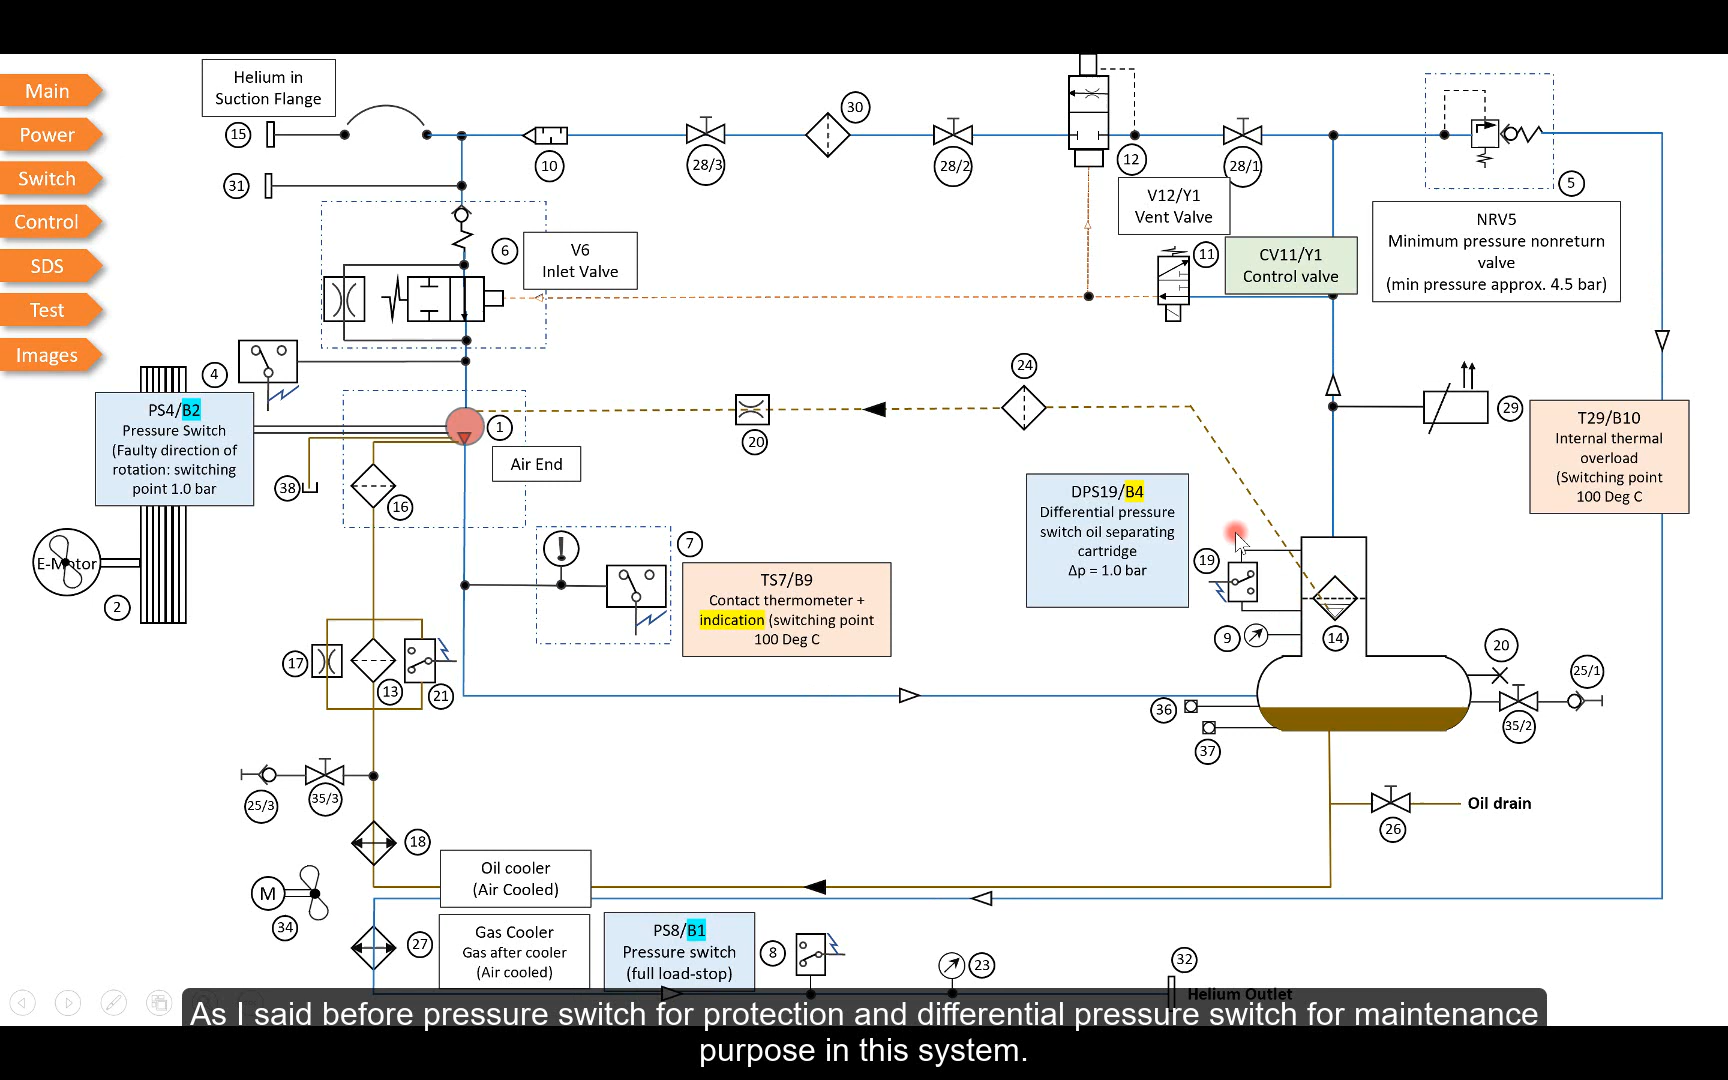 Main
Power
Switch
Control
SDS
Test
Images
Helium in
Suction Flange
15
31
10
28/3
30
28/2
12
28/1
5
V12/Y1
Vent Valve
NRV5
Minimum pressure nonreturn
valve
(min pressure approx. 4.5 bar)
6
V6
Inlet Valve
11
CV11/Y1
Control valve
4
PS4/B2
Pressure Switch
(Faulty direction of
rotation: switching
point 1.0 bar
1
Air End
24
20
29
T29/B10
Internal thermal
overload
(Switching point
100 Deg C
38
16
DPS19/B4
Differential pressure
switch oil separating
cartridge
Δp = 1.0 bar
E-Motor
2
7
TS7/B9
Contact thermometer +
indication (switching point
100 Deg C
19
9
14
20
25/1
35/2
17
13
21
36
37
25/3
35/3
26
Oil drain
18
Oil cooler
(Air Cooled)
M
34
27
Gas Cooler
Gas after cooler
(Air cooled)
PS8/B1
Pressure switch
(full load-stop)
8
23
32
Helium Outlet
As I said before pressure switch for protection and differential pressure switch for maintenance
purpose in this system.